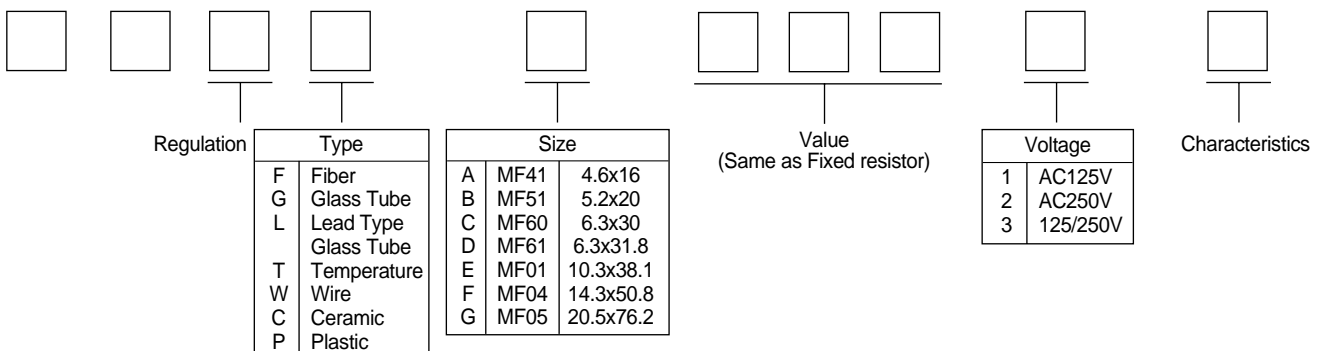 Regulation
Type
F Fiber
G Glass Tube
L Lead Type
Glass Tube
T Temperature
W Wire
C Ceramic
P Plastic
Size
A MF41 4.6x16
B MF51 5.2x20
C MF60 6.3x30
D MF61 6.3x31.8
E MF01 10.3x38.1
F MF04 14.3x50.8
G MF05 20.5x76.2
Value
(Same as Fixed resistor)
Voltage
1 AC125V
2 AC250V
3 125/250V
Characteristics